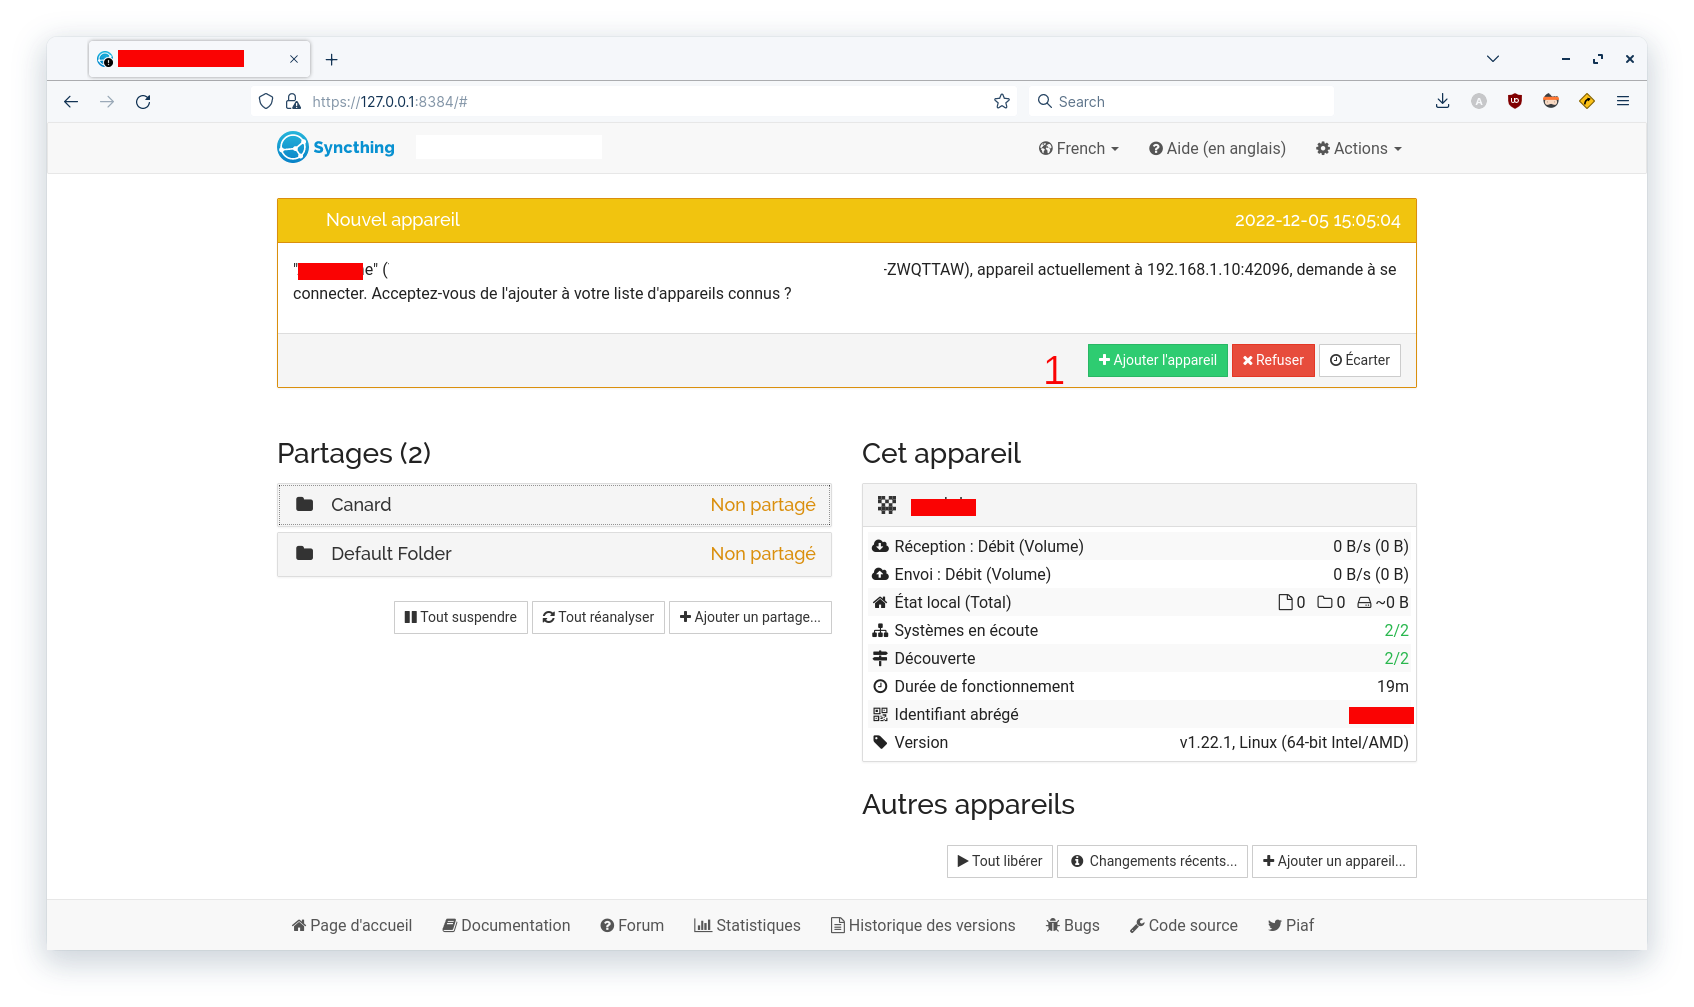 https://127.0.0.1:8384/#
Search
Syncthing
French
Aide (en anglais)
Actions
Nouvel appareil
2022-12-05 15:05:04
" e" ( -ZWQTTAW), appareil actuellement à 192.168.1.10:42096, demande à se
connecter. Acceptez-vous de l'ajouter à votre liste d'appareils connus ?
1
Ajouter l'appareil
Refuser
Écarter
Partages (2)
Canard
Non partagé
Default Folder
Non partagé
Tout suspendre
Tout réanalyser
Ajouter un partage...
Cet appareil
Réception : Débit (Volume)
0 B/s (0 B)
Envoi : Débit (Volume)
0 B/s (0 B)
État local (Total)
0 0 ~0 B
Systèmes en écoute
2/2
Découverte
2/2
Durée de fonctionnement
19m
Identifiant abrégé
Version
v1.22.1, Linux (64-bit Intel/AMD)
Autres appareils
Tout libérer
Changements récents...
Ajouter un appareil...
Page d'accueil
Documentation
Forum
Statistiques
Historique des versions
Bugs
Code source
Piaf